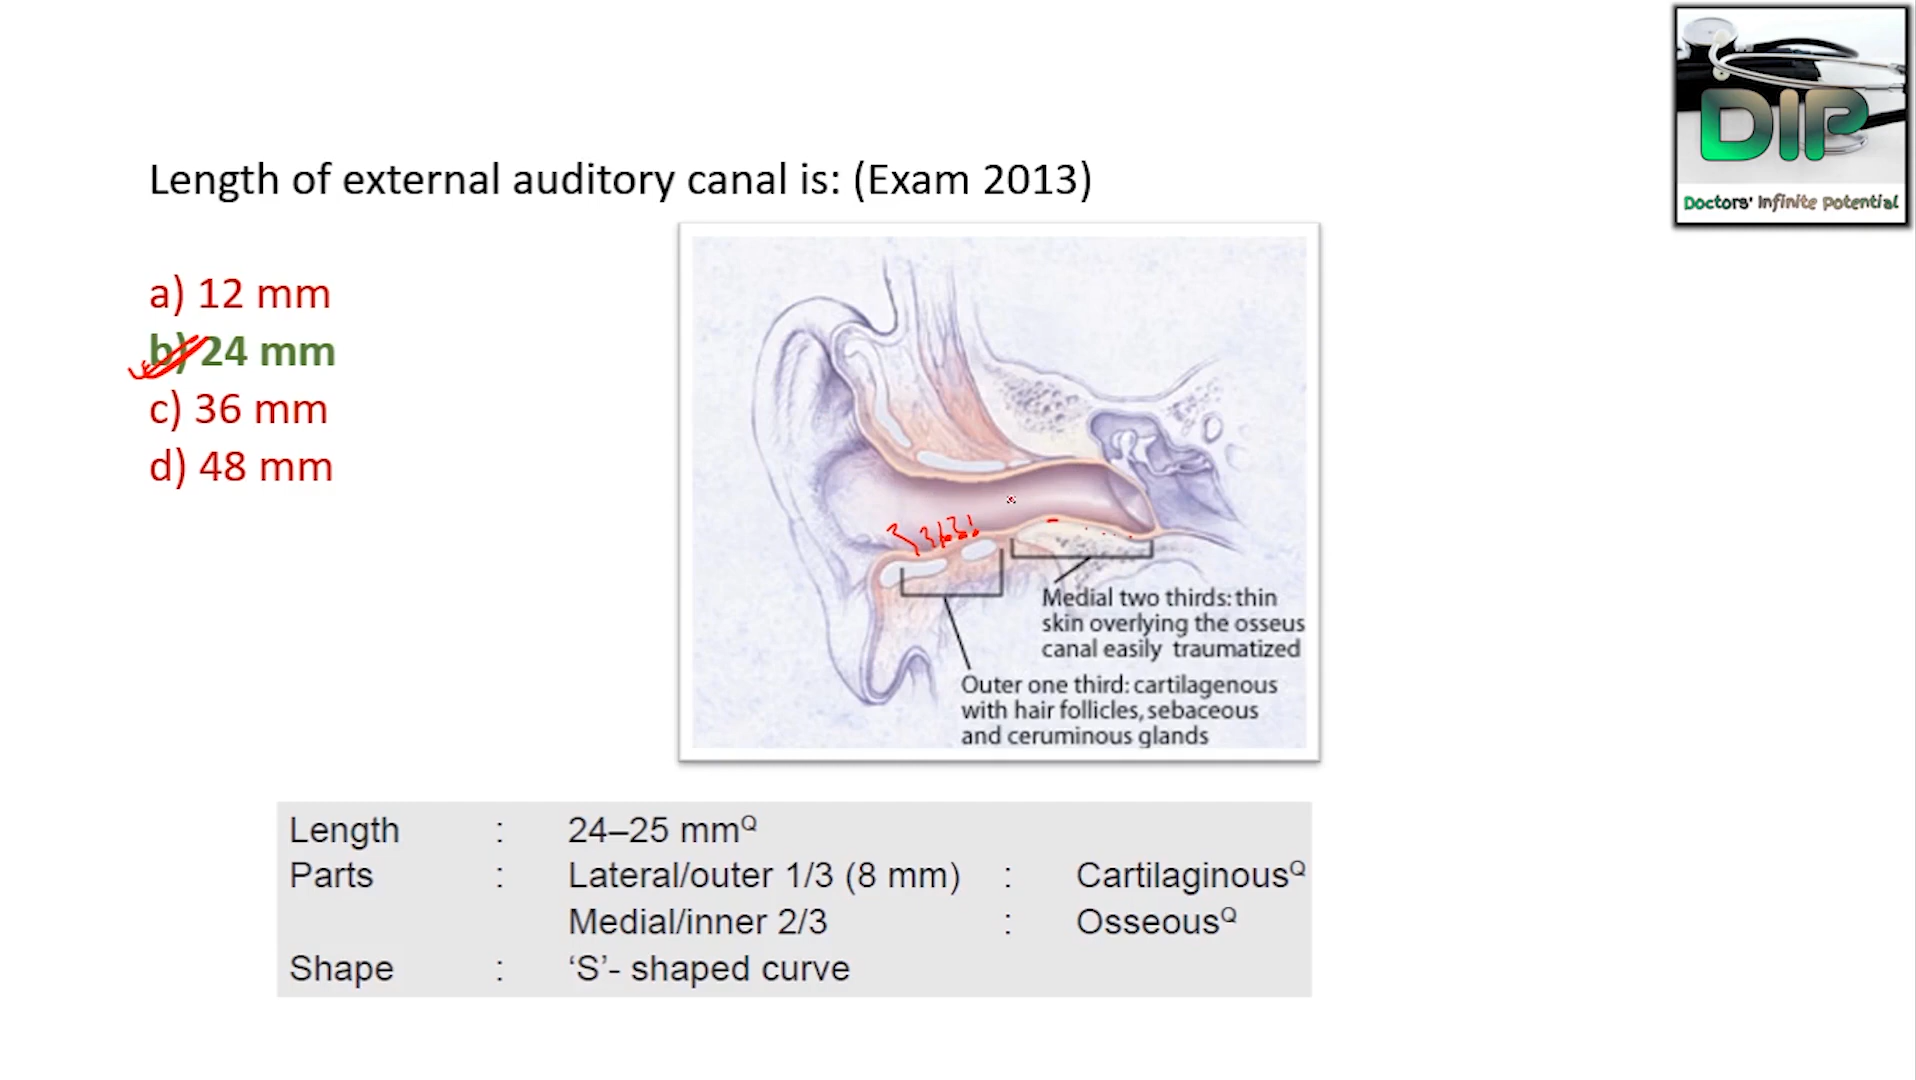 Length of external auditory canal is: (Exam 2013)
a) 12 mm
b) 24 mm
c) 36 mm
d) 48 mm
Medial two thirds: thin
skin overlying the osseus
canal easily traumatized
Outer one third: cartilagenous
with hair follicles, sebaceous
and ceruminous glands
Length : 24–25 mmQ
Parts : Lateral/outer 1/3 (8 mm) : CartilaginousQ
Medial/inner 2/3 : OsseousQ
Shape : ‘S’- shaped curve
DIP
Doctors' Infinite Potential